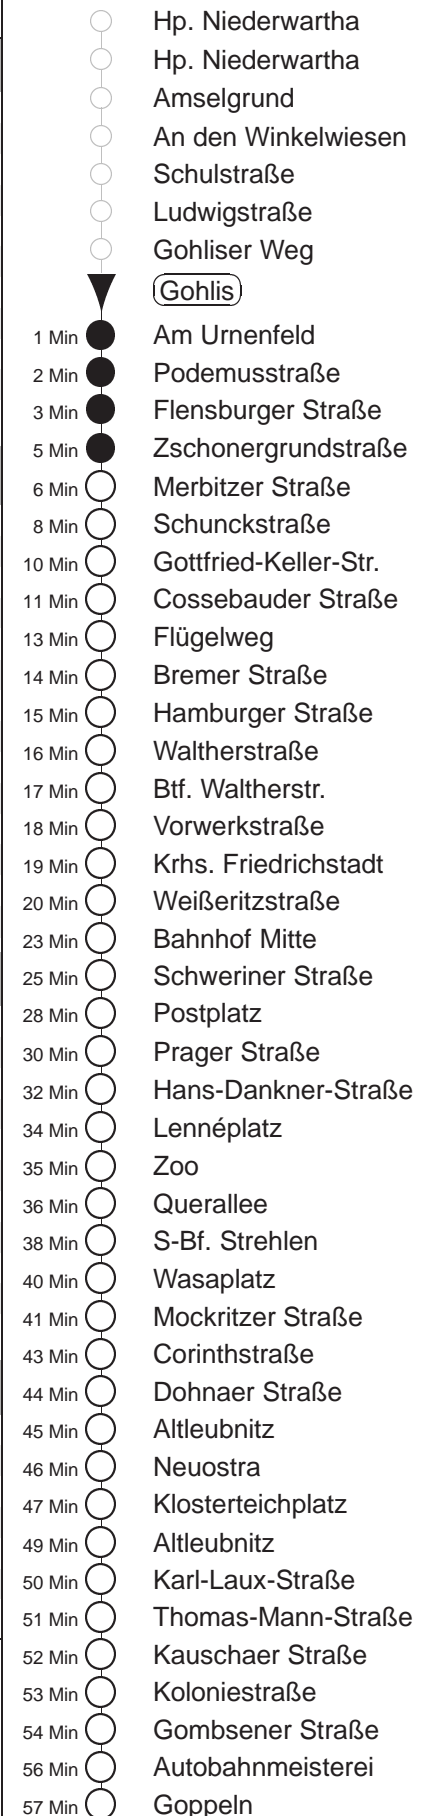 Hp. Niederwartha
Hp. Niederwartha
Amselgrund
An den Winkelwiesen
Schulstraße
Ludwigstraße
Gohliser Weg
Gohlis
1 Min Am Urnenfeld
2 Min Podemusstraße
3 Min Flensburger Straße
5 Min Zschonergrundstraße
6 Min Merbitzer Straße
8 Min Schunckstraße
10 Min Gottfried-Keller-Str.
11 Min Cossebauder Straße
13 Min Flügelweg
14 Min Bremer Straße
15 Min Hamburger Straße
16 Min Waltherstraße
17 Min Btf. Waltherstr.
18 Min Vorwerkstraße
19 Min Krhs. Friedrichstadt
20 Min Weißeritzstraße
23 Min Bahnhof Mitte
25 Min Schweriner Straße
28 Min Postplatz
30 Min Prager Straße
32 Min Hans-Dankner-Straße
34 Min Lennéplatz
35 Min Zoo
36 Min Querallee
38 Min S-Bf. Strehlen
40 Min Wasaplatz
41 Min Mockritzer Straße
43 Min Corinthstraße
44 Min Dohnaer Straße
45 Min Altleubnitz
46 Min Neuostra
47 Min Klosterteichplatz
49 Min Altleubnitz
50 Min Karl-Laux-Straße
51 Min Thomas-Mann-Straße
52 Min Kauschaer Straße
53 Min Koloniestraße
54 Min Gombsener Straße
56 Min Autobahnmeisterei
57 Min Goppeln